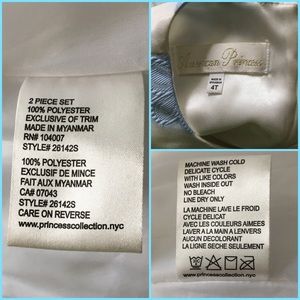 2 PIECE SET
100% POLYESTER
EXCLUSIVE OF TRIM
MADE IN MYANMAR
RN# 104007
STYLE# 26142S
100% POLYESTER
EXCLUSIF DE MINCE
FAIT AUX MYANMAR
CA# 07043
STYLE# 26142S
CARE ON REVERSE
www.princesscollection.nyc
American Princess
MADE IN
MYANMAR
4T
MACHINE WASH COLD
DELICATE CYCLE
WITH LIKE COLORS
WASH INSIDE OUT
NO BLEACH
LINE DRY ONLY
LA MACHINE LAVE LE FROID
CYCLE DELICAT
AVEC LES COULEURS AIMEES
LAVER A LA MAIN A LENVERS
AUCUN DECOLORANT
LA LIGNE SECHE SEULEMENT
www.princesscollection.nyc